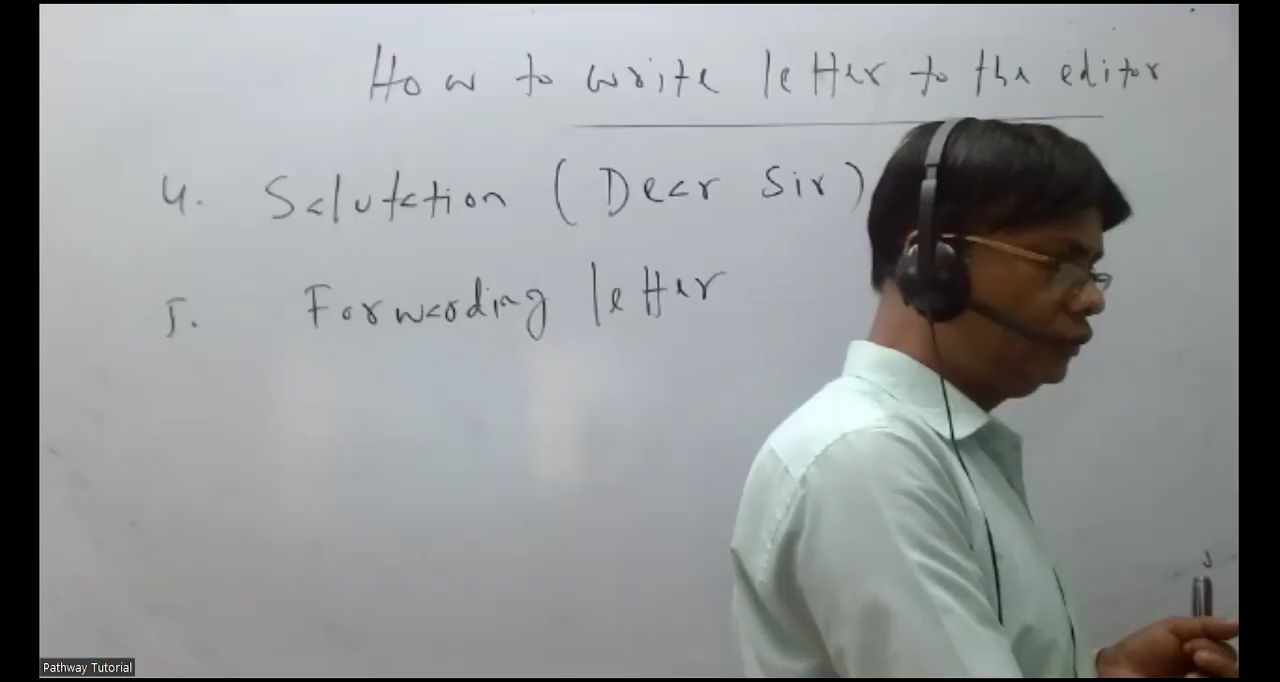 How to write letter to the editor
4. Salutation (Dear Sir)
5. Forwarding letter
Pathway Tutorial